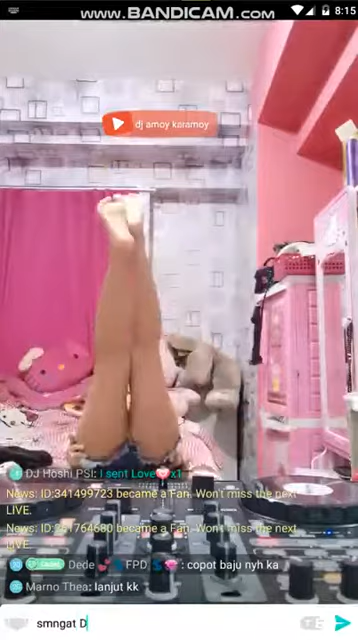 www.BANDICAM.com
8:15
dj amoy karamoy
DJ Hoshi PSI: I sent Love x1
News: ID:341499723 became a Fan. Won't miss the next
LIVE.
News: ID:341764680 became a Fan. Won't miss the next
LIVE.
Dede FPD S : copot baju nyh ka
Marno Thea: lanjut kk
smngat D